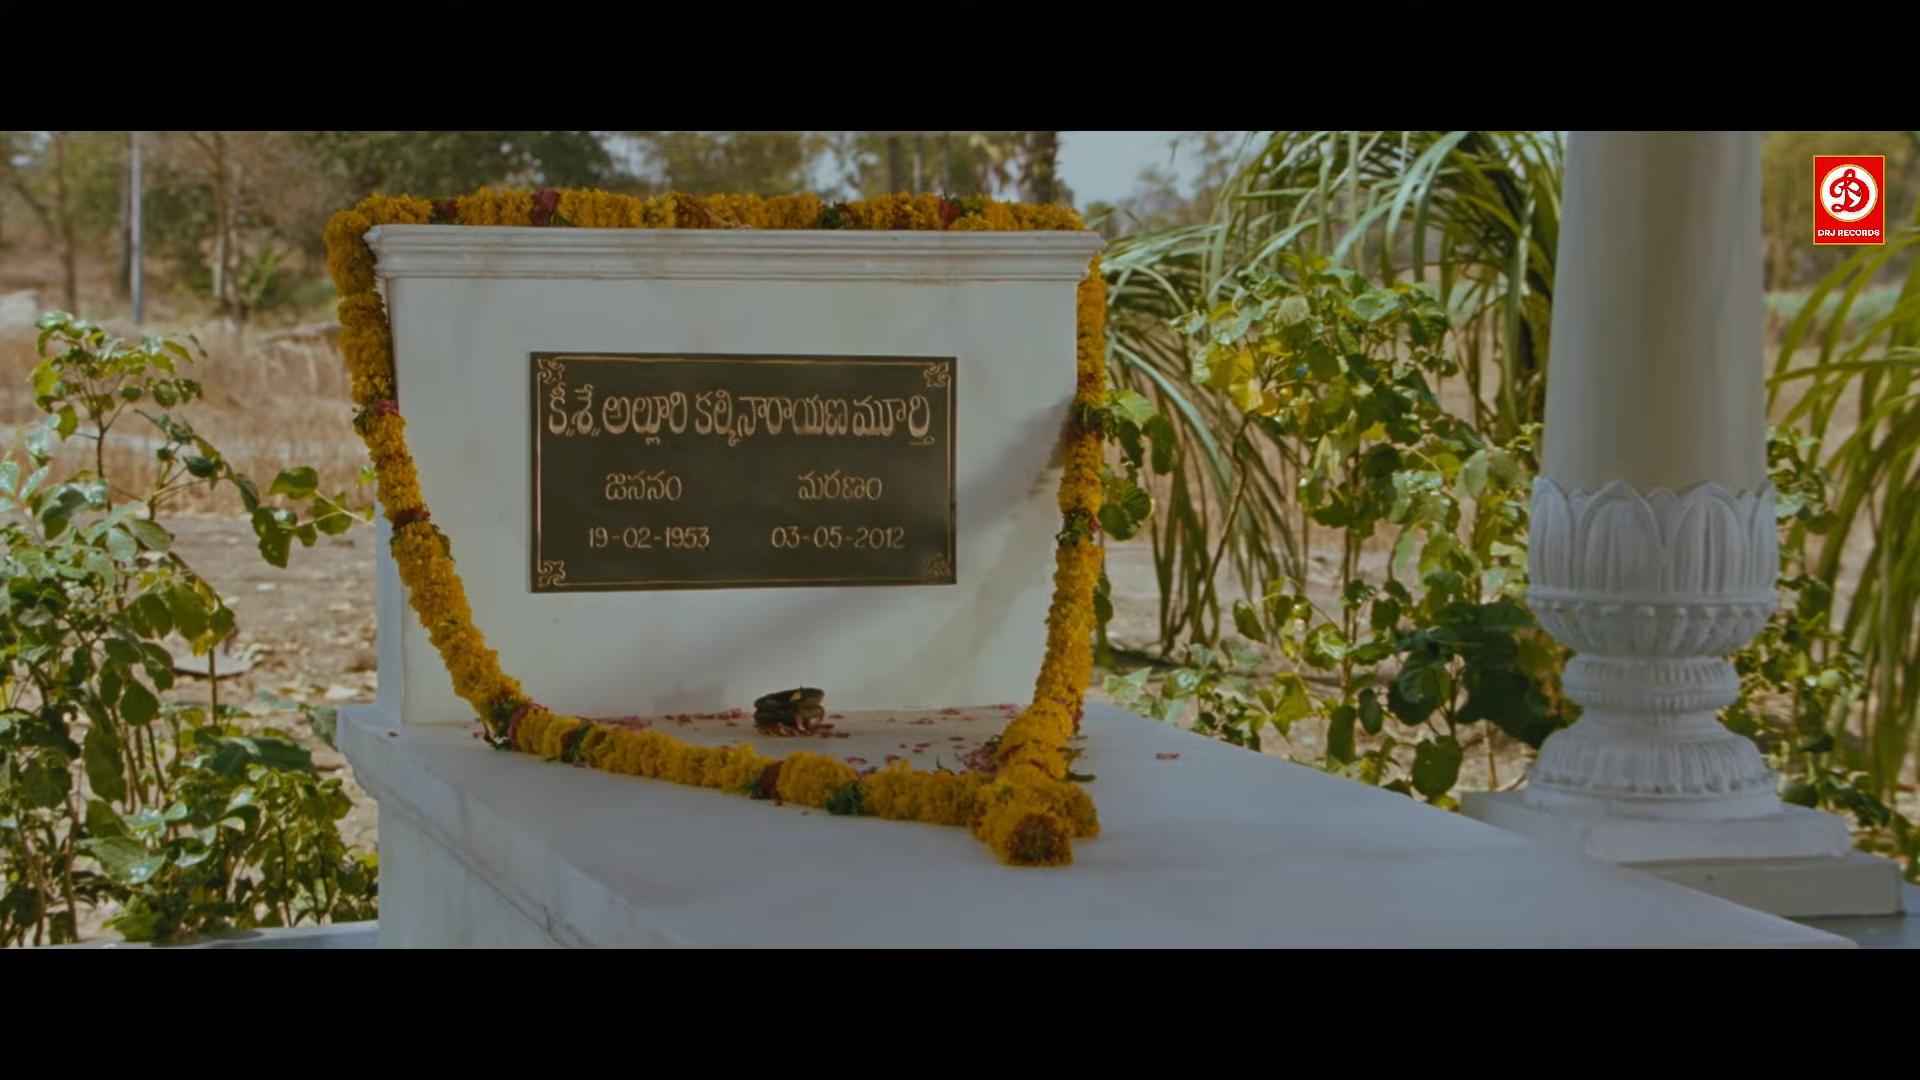 కీ,,శే,, అల్లూరి కల్కినారాయణ మూర్తి
జననం మరణం
19-02-1953 03-05-2012
DRJ RECORDS